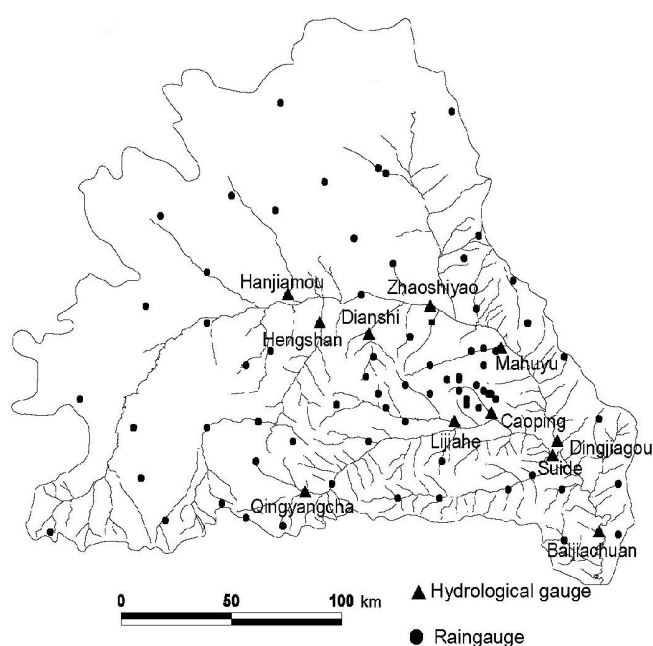 Hanjiamou
Zhaoshiyao
Dianshi
Hengshan
Mahuyu
Caoping
Lijiahe
Dingjiagou
Suide
Qingyangcha
Baijiachuan
0 50 100 km
Hydrological gauge
Raingauge